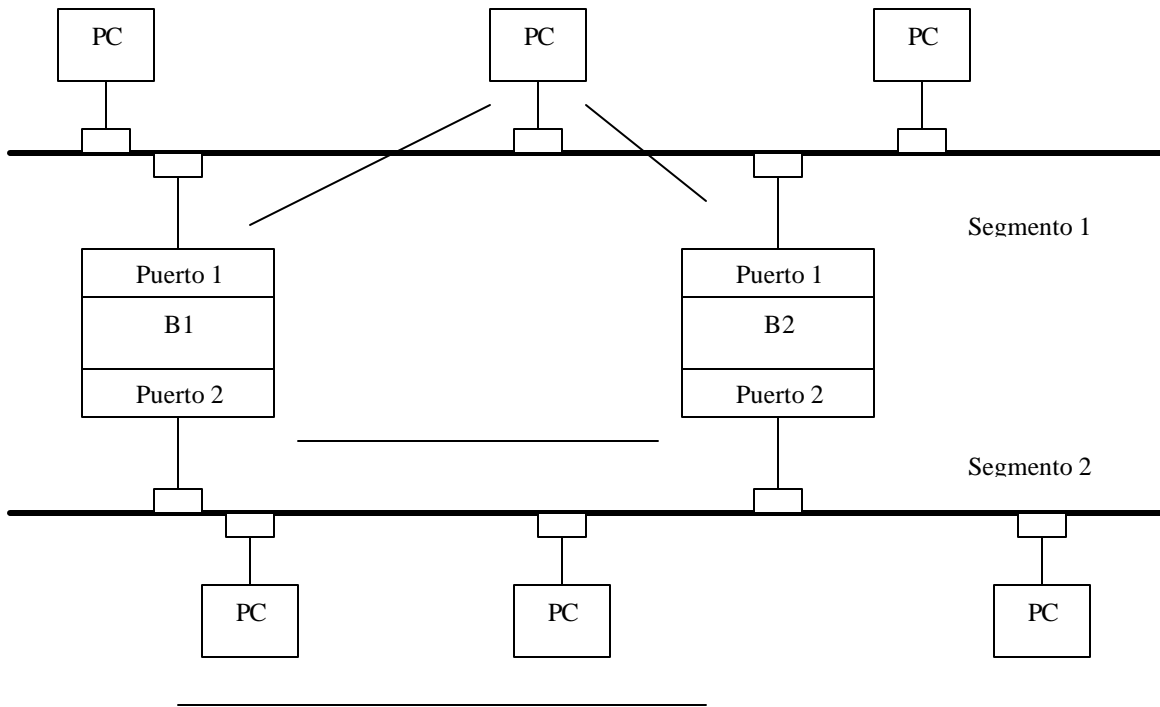 PC
PC
PC
Segmento 1
Puerto 1
Puerto 1
B1
B2
Puerto 2
Puerto 2
Segmento 2
PC
PC
PC